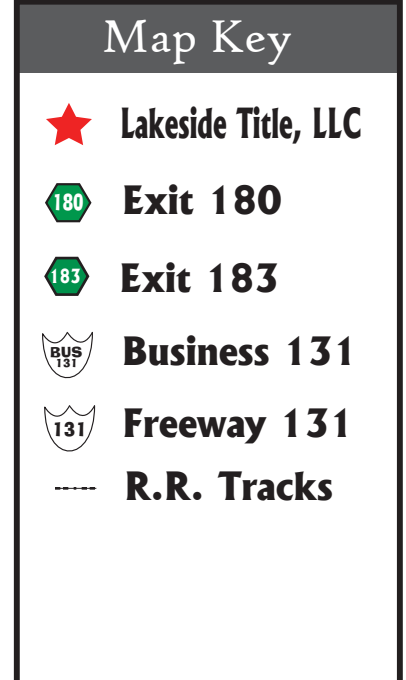 Map Key
Lakeside Title, LLC
180 Exit 180
183 Exit 183
BUS
131
Business 131
131 Freeway 131
R.R. Tracks